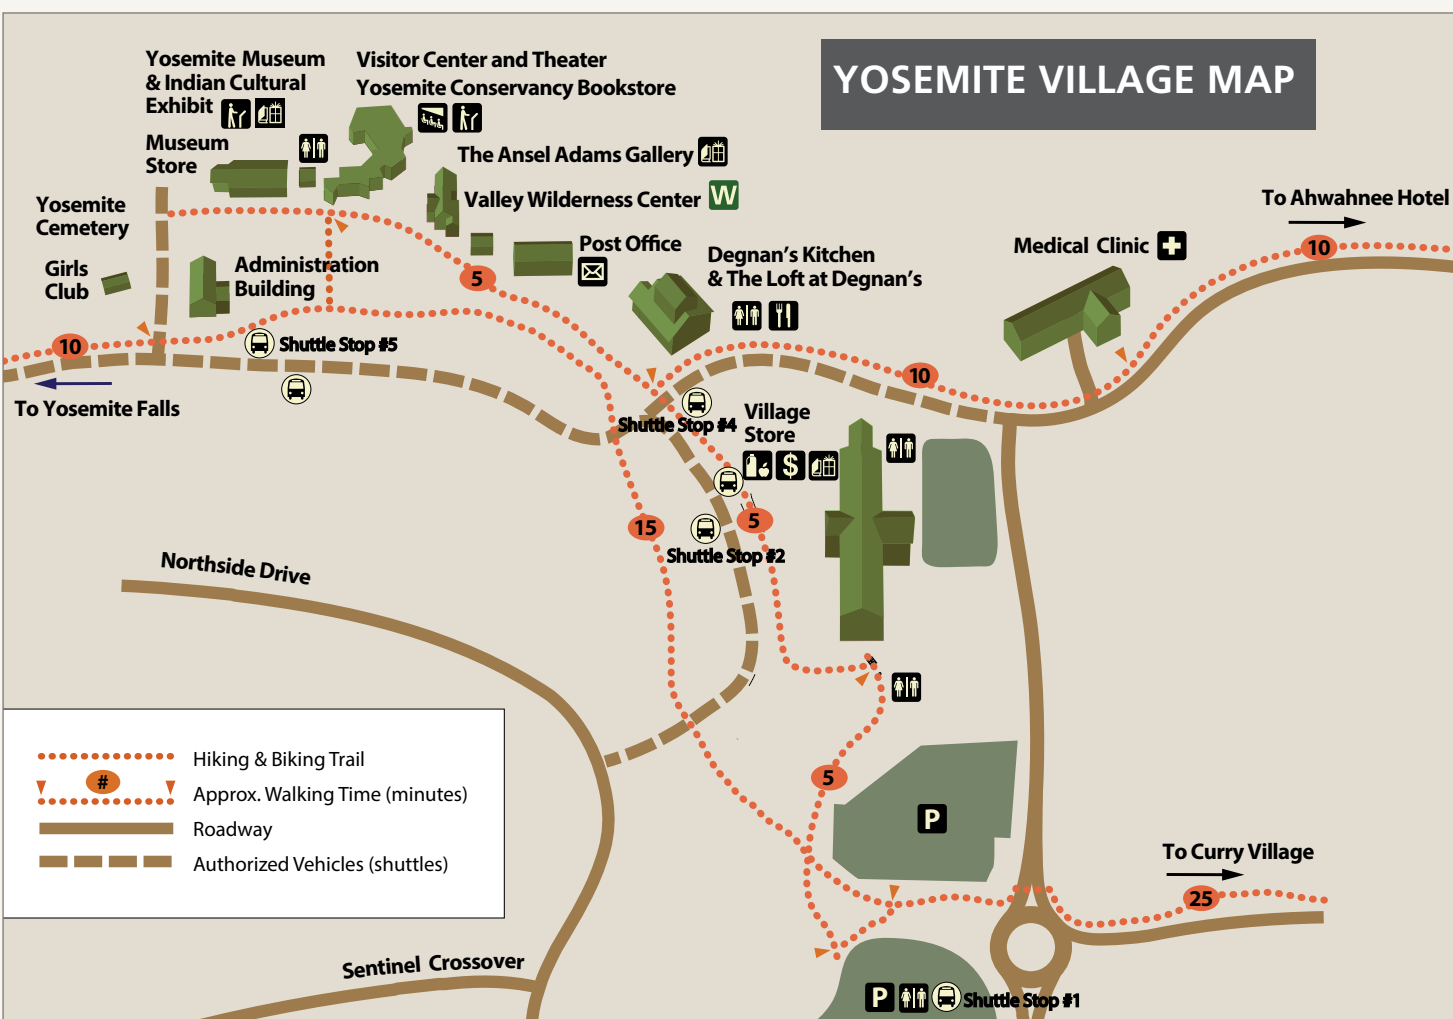 YOSEMITE VILLAGE MAP
Yosemite Museum
& Indian Cultural
Exhibit
Visitor Center and Theater
Yosemite Conservancy Bookstore
Museum
Store
The Ansel Adams Gallery
Valley Wilderness Center
W
Yosemite
Cemetery
To Ahwahnee Hotel
10
Post Office
Medical Clinic
Girls
Club
Administration
Building
5
Degnan's Kitchen
& The Loft at Degnan's
10
Shuttle Stop #5
10
To Yosemite Falls
Shuttle Stop #4
Village
Store
$
15
5
Shuttle Stop #2
Northside Drive
5
P
Hiking & Biking Trail
#
Approx. Walking Time (minutes)
Roadway
Authorized Vehicles (shuttles)
To Curry Village
25
Sentinel Crossover
P
Shuttle Stop #1